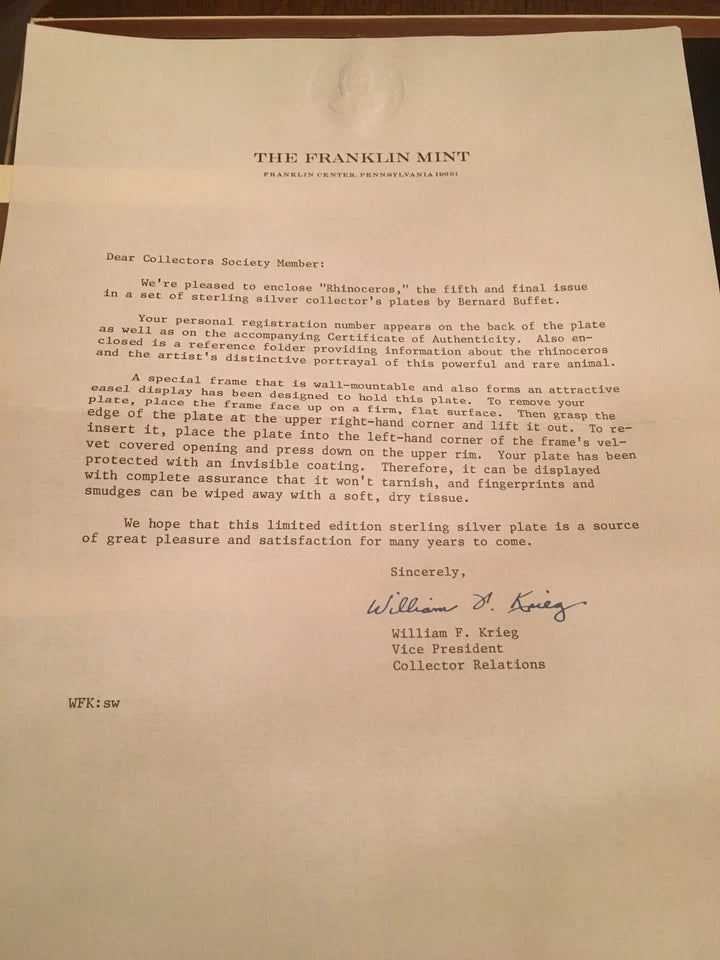 THE FRANKLIN MINT
FRANKLIN CENTER, PENNSYLVANIA 19091
Dear Collectors Society Member:
We're pleased to enclose "Rhinoceros," the fifth and final issue
in a set of sterling silver collector's plates by Bernard Buffet.
Your personal registration number appears on the back of the plate
as well as on the accompanying Certificate of Authenticity. Also en-
closed is a reference folder providing information about the rhinoceros
and the artist's distinctive portrayal of this powerful and rare animal.
A special frame that is wall-mountable and also forms an attractive
easel display has been designed to hold this plate. To remove your
plate, place the frame face up on a firm, flat surface. Then grasp the
edge of the plate at the upper right-hand corner and lift it out. To re-
insert it, place the plate into the left-hand corner of the frame's vel-
vet covered opening and press down on the upper rim. Your plate has been
protected with an invisible coating. Therefore, it can be displayed
with complete assurance that it won't tarnish, and fingerprints and
smudges can be wiped away with a soft, dry tissue.
We hope that this limited edition sterling silver plate is a source
of great pleasure and satisfaction for many years to come.
Sincerely,
William F. Krieg
William F. Krieg
Vice President
Collector Relations
WFK:sw